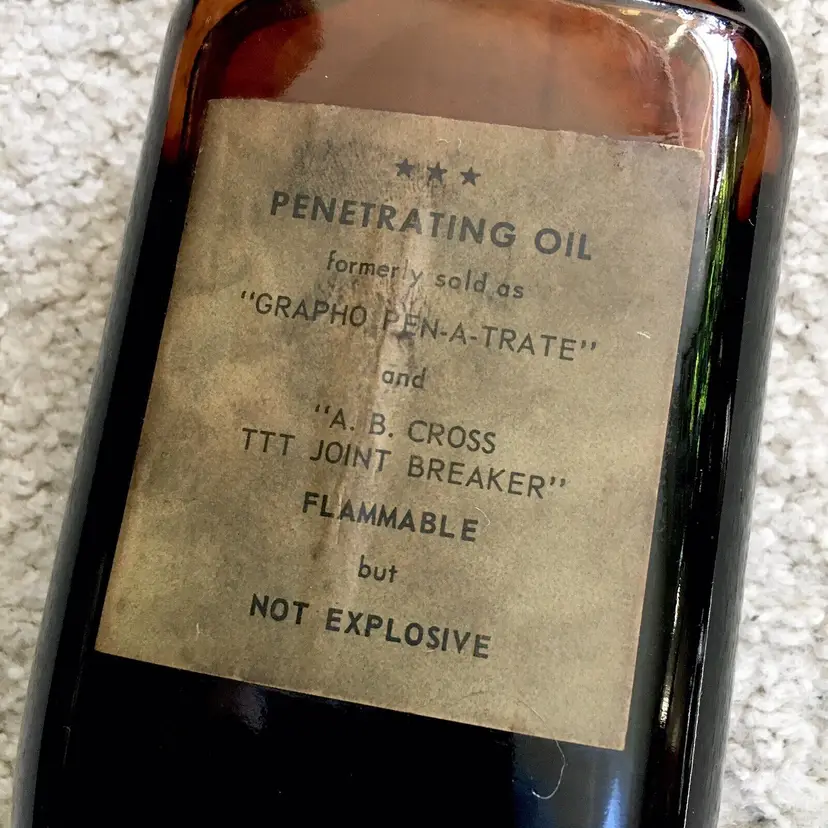 ★★★
PENETRATING OIL
formerly sold as
"GRAPHO PEN-A-TRATE"
and
"A. B. CROSS
TTT JOINT BREAKER"
FLAMMABLE
but
NOT EXPLOSIVE